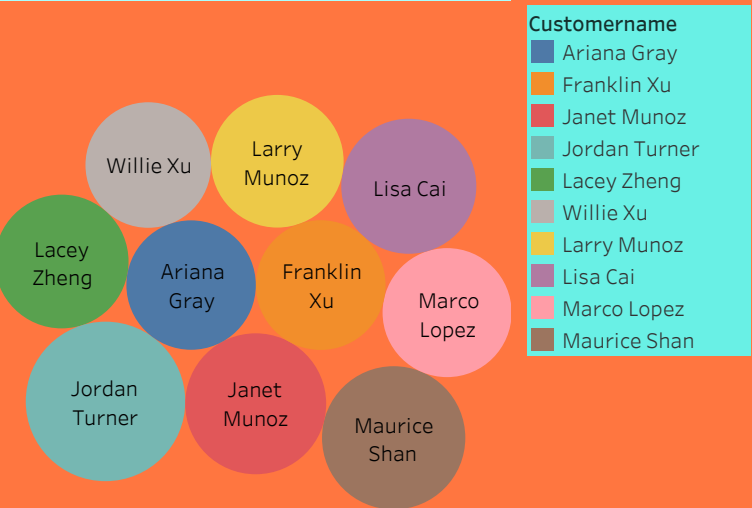 Willie Xu
Larry
Munoz
Lisa Cai
Lacey
Zheng
Ariana
Gray
Franklin
Xu
Marco
Lopez
Jordan
Turner
Janet
Munoz
Maurice
Shan
Customername
Ariana Gray
Franklin Xu
Janet Munoz
Jordan Turner
Lacey Zheng
Willie Xu
Larry Munoz
Lisa Cai
Marco Lopez
Maurice Shan